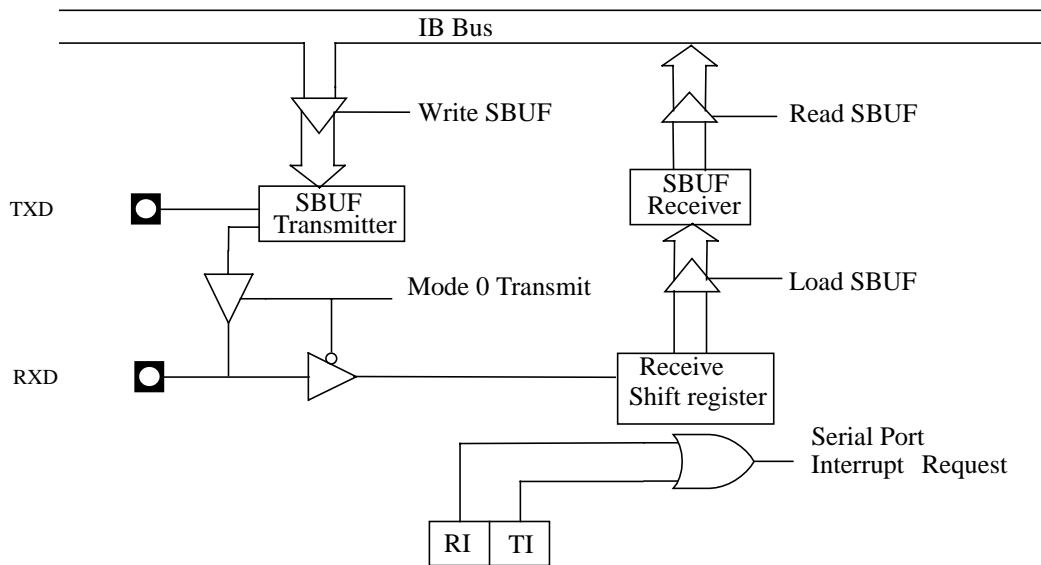 IB Bus
Write SBUF
Read SBUF
TXD
SBUF
Transmitter
SBUF
Receiver
Mode 0 Transmit
Load SBUF
RXD
Receive
Shift register
Serial Port
Interrupt Request
RI
TI